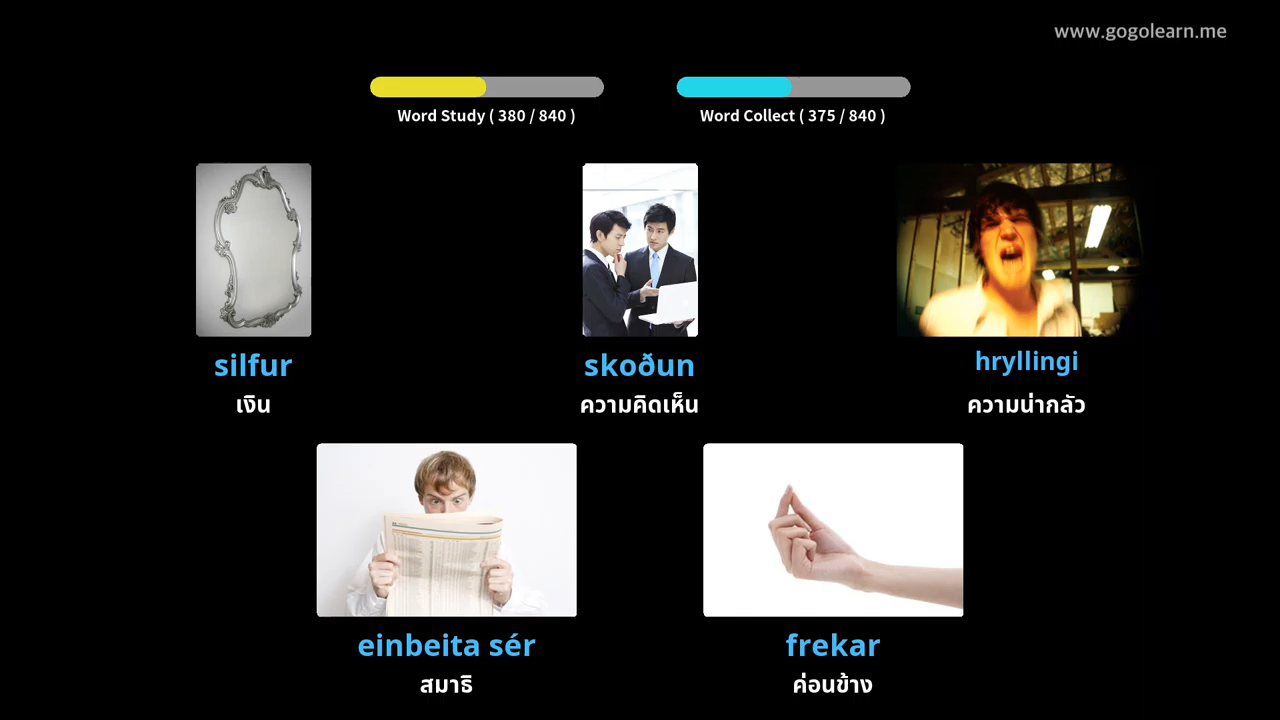 www.gogolearn.me
Word Study ( 380 / 840 )
Word Collect ( 375 / 840 )
silfur
เงิน
skoðun
ความคิดเห็น
hryllingi
ความน่ากลัว
einbeita sér
สมาธิ
frekar
ค่อนข้าง